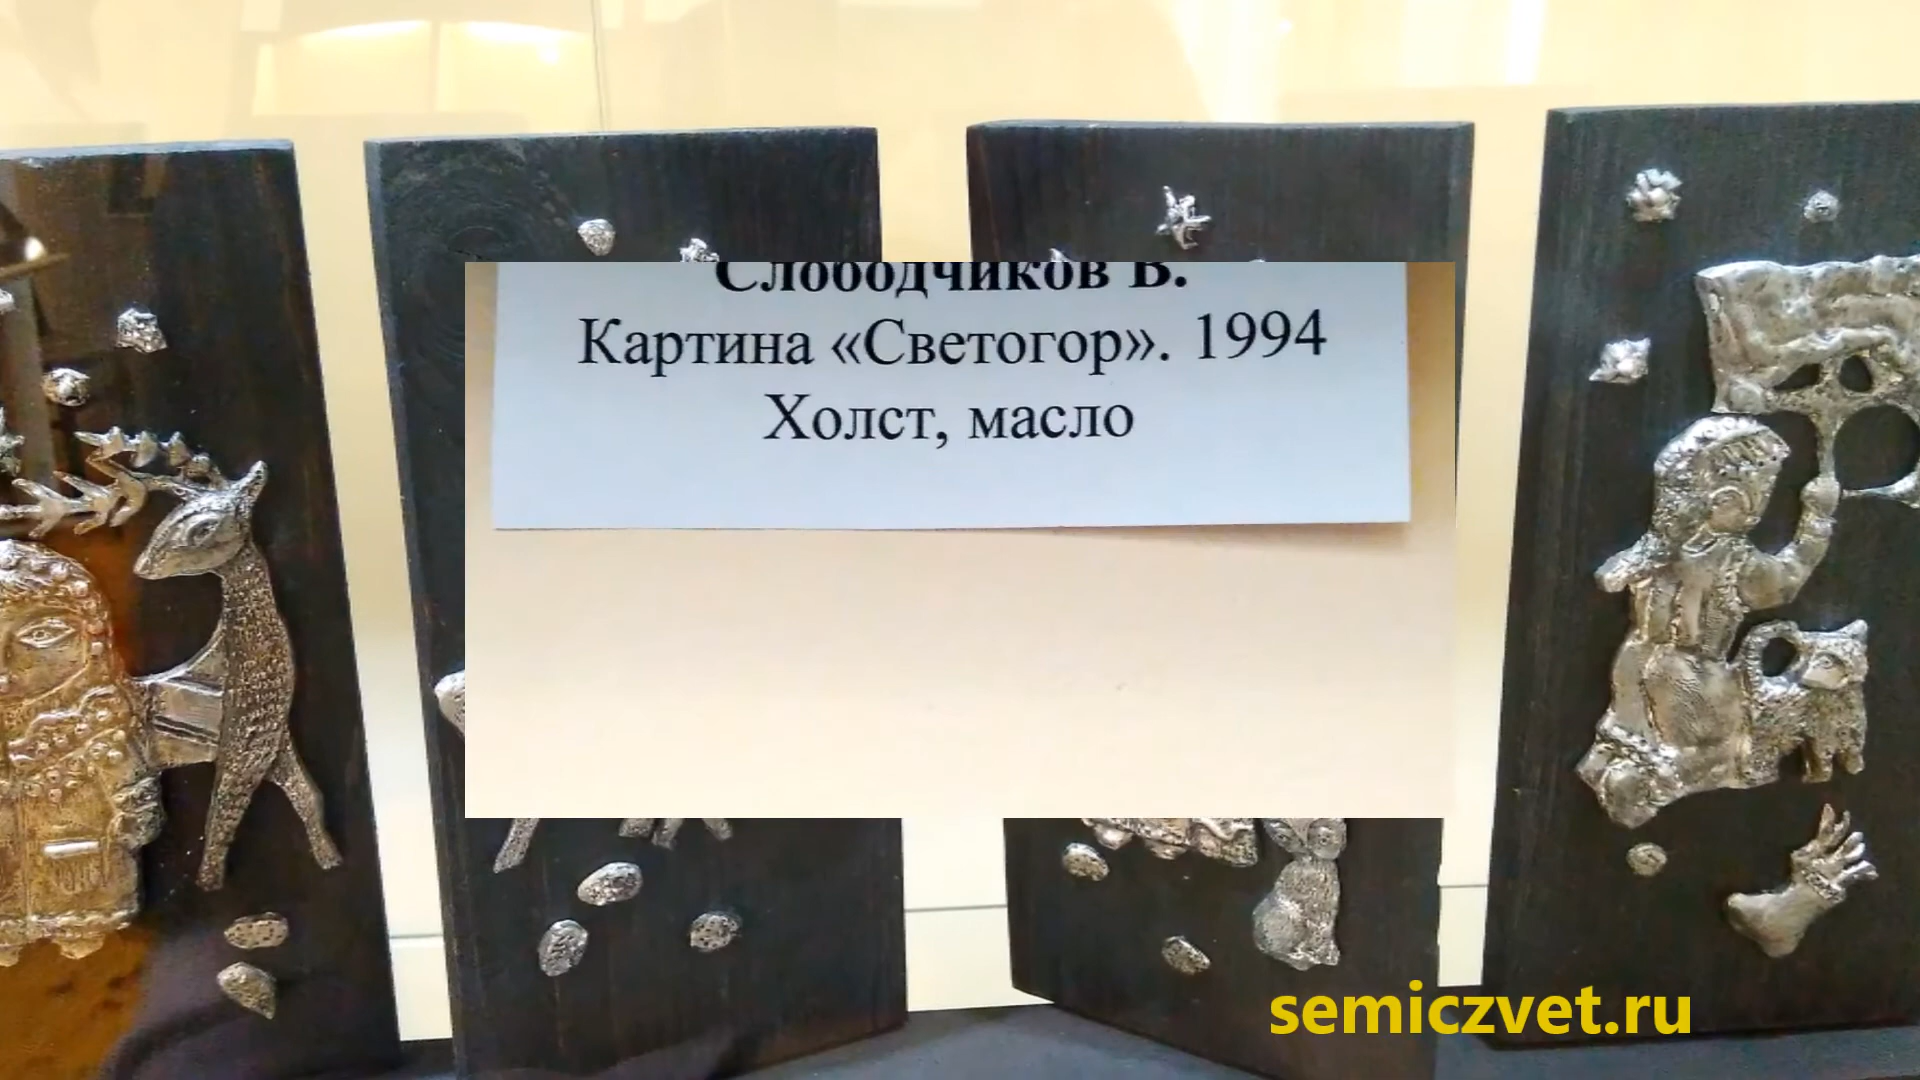 Слободчиков В.
Картина «Светогор». 1994
Холст, масло
semiczvet.ru